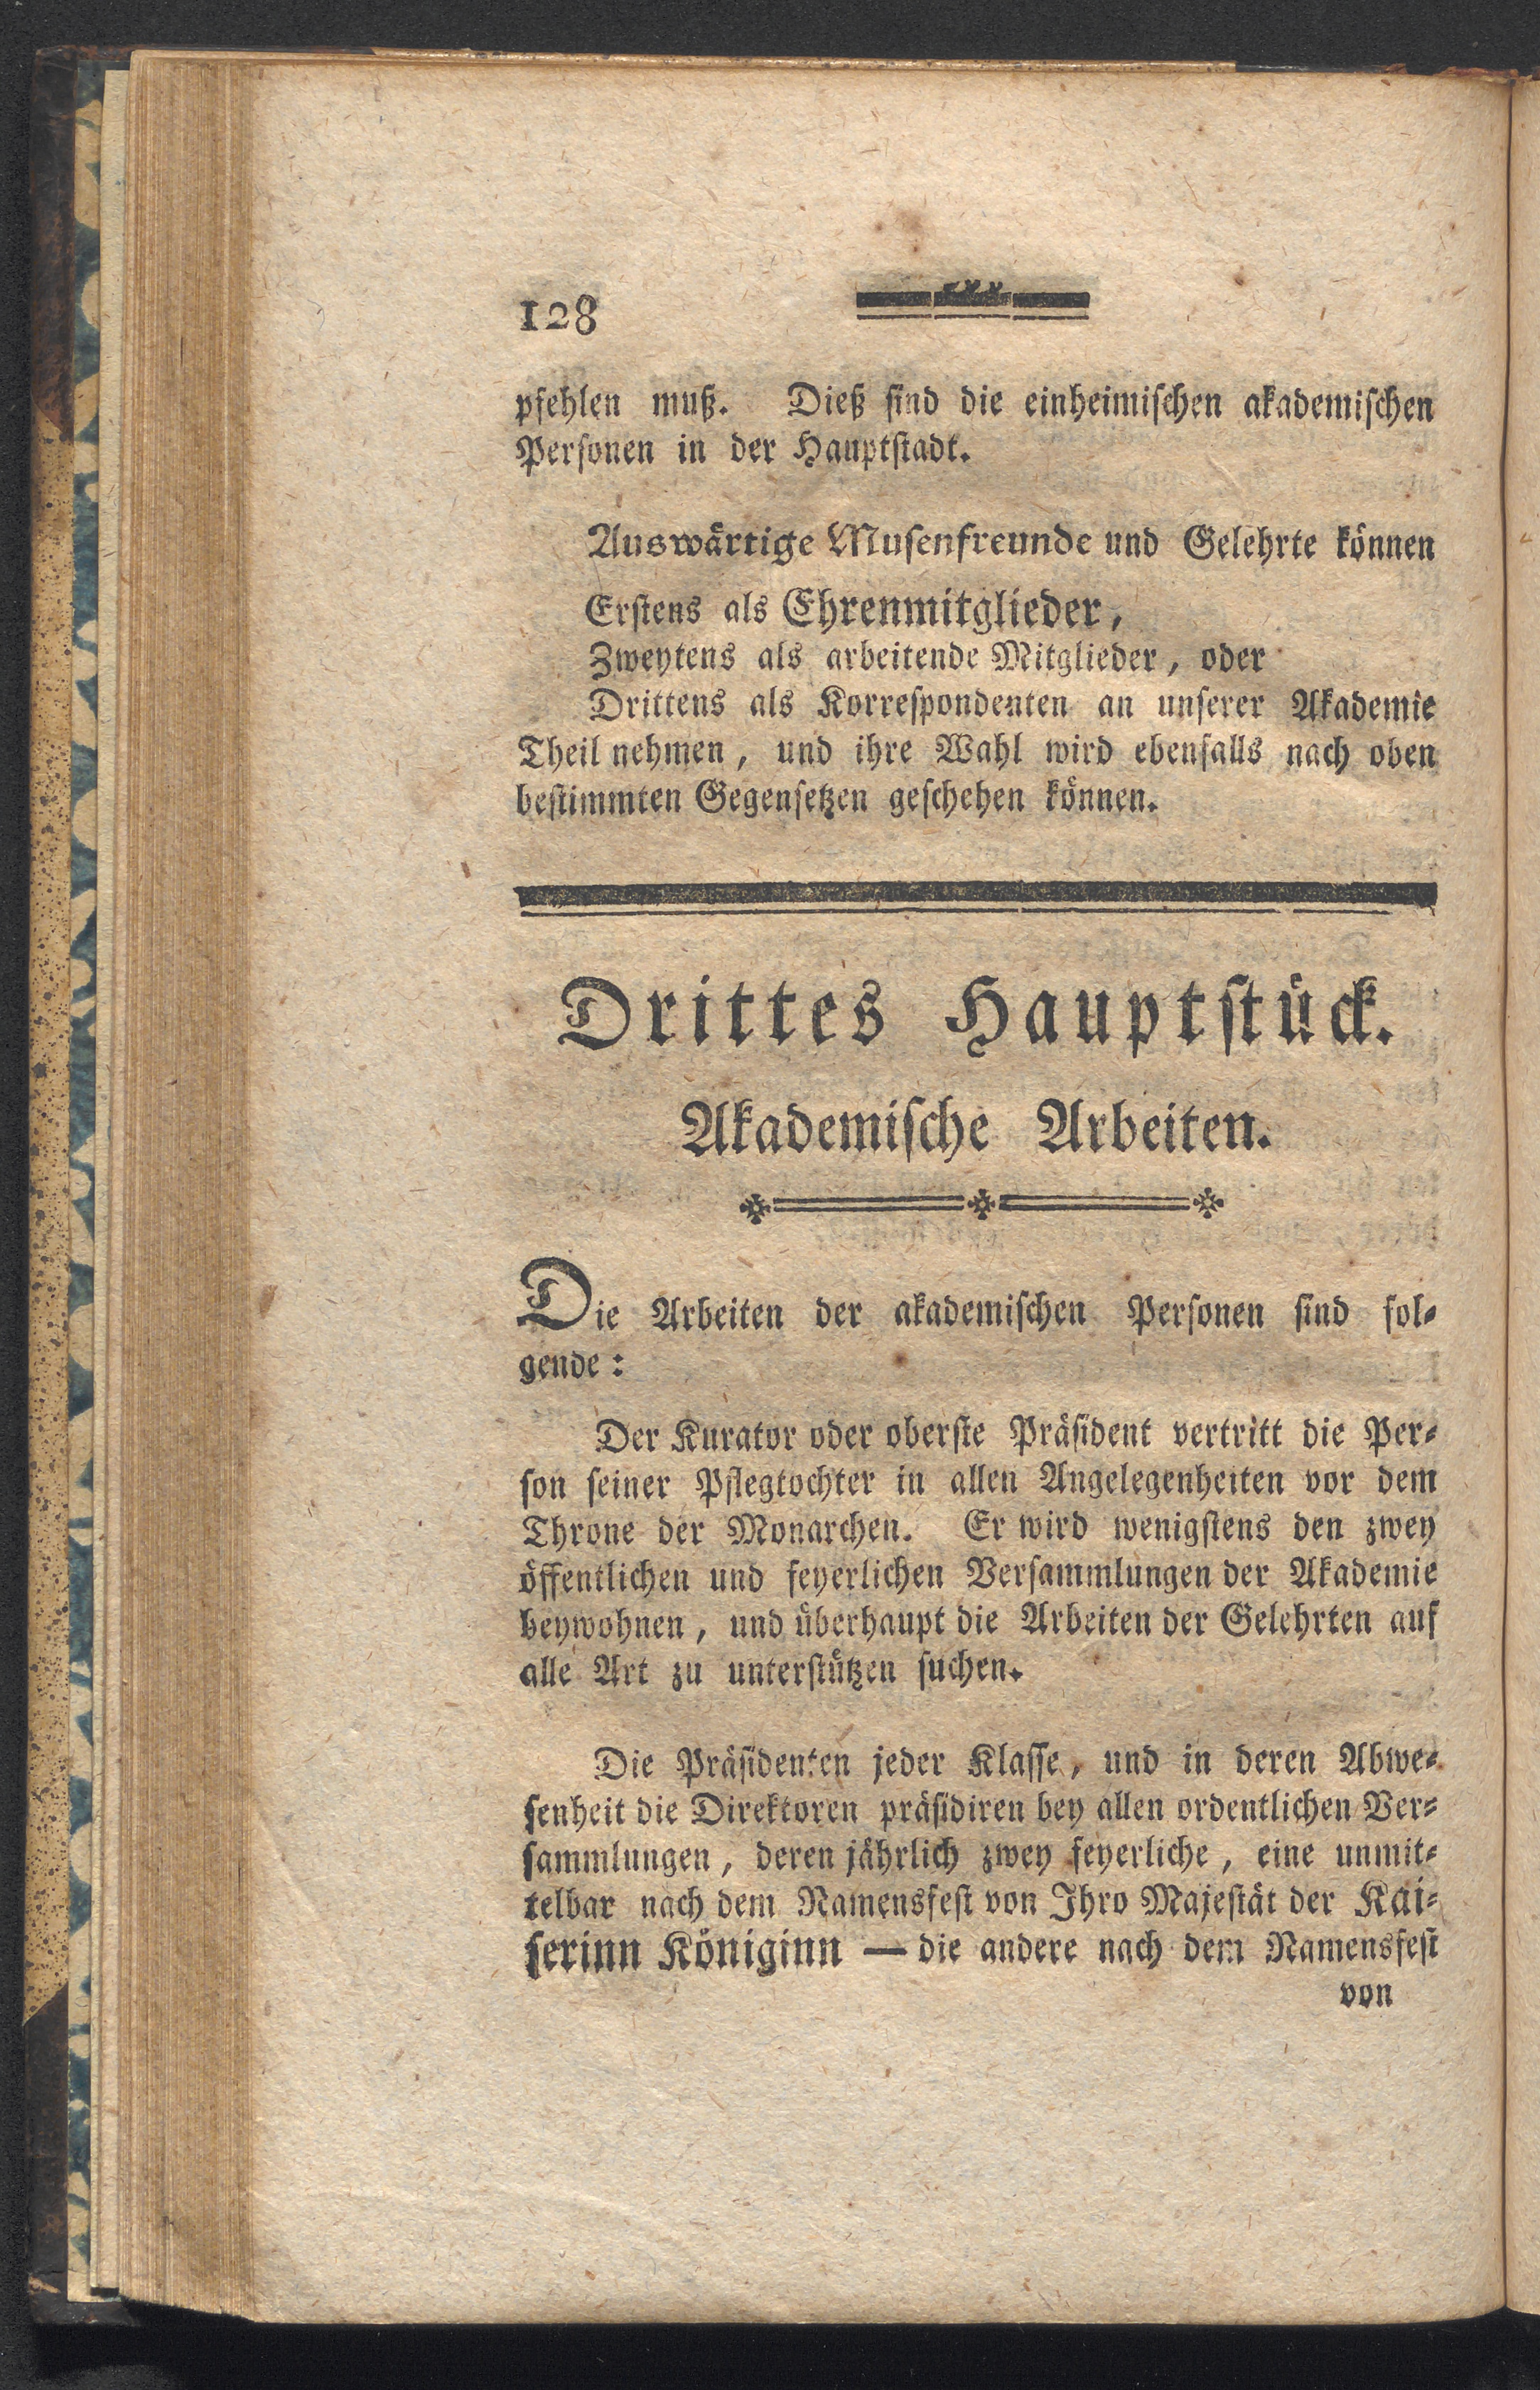 128
pfehlen muß. Dieß sind die einheimischen akademischen
Personen in der Hauptstadt.
Auswärtige Musenfreunde und Gelehrte können
Erstens als Ehrenmitglieder,
Zweytens als arbeitende Mitglieder, oder
Drittens als Korrespondenten an unserer Akademie
Theil nehmen, und ihre Wahl wird ebenfalls nach oben
bestimmten Gegensetzen geschehen können.
Drittes Hauptstück.
Akademische Arbeiten.
Die Arbeiten der akademischen Personen sind fol-
gende:
Der Kurator oder oberste Präsident vertritt die Per-
son seiner Pflegtochter in allen Angelegenheiten vor dem
Throne der Monarchen. Er wird wenigstens den zwey
öffentlichen und feyerlichen Versammlungen der Akademie
beywohnen, und überhaupt die Arbeiten der Gelehrten auf
alle Art zu unterstützen suchen.
Die Präsidenten jeder Klasse, und in deren Abwe-
senheit die Direktoren präsidiren bey allen ordentlichen Ver-
sammlungen, deren jährlich zwey feyerliche, eine unmit-
telbar nach dem Namensfest von Ihro Majestät der Kai-
serinn Königinn — die andere nach dem Namensfest
von